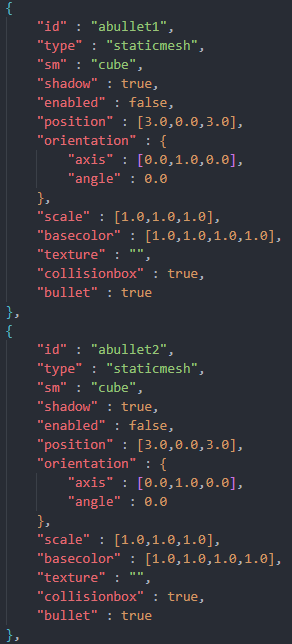 {
    "id" : "abullet1",
    "type" : "staticmesh",
    "sm" : "cube",
    "shadow" : true,
    "enabled" : false,
    "position" : [3.0,0.0,3.0],
    "orientation" : {
        "axis" : [0.0,1.0,0.0],
        "angle" : 0.0
    },
    "scale" : [1.0,1.0,1.0],
    "basecolor" : [1.0,1.0,1.0,1.0],
    "texture" : "",
    "collisionbox" : true,
    "bullet" : true
},
{
    "id" : "abullet2",
    "type" : "staticmesh",
    "sm" : "cube",
    "shadow" : true,
    "enabled" : false,
    "position" : [3.0,0.0,3.0],
    "orientation" : {
        "axis" : [0.0,1.0,0.0],
        "angle" : 0.0
    },
    "scale" : [1.0,1.0,1.0],
    "basecolor" : [1.0,1.0,1.0,1.0],
    "texture" : "",
    "collisionbox" : true,
    "bullet" : true
},